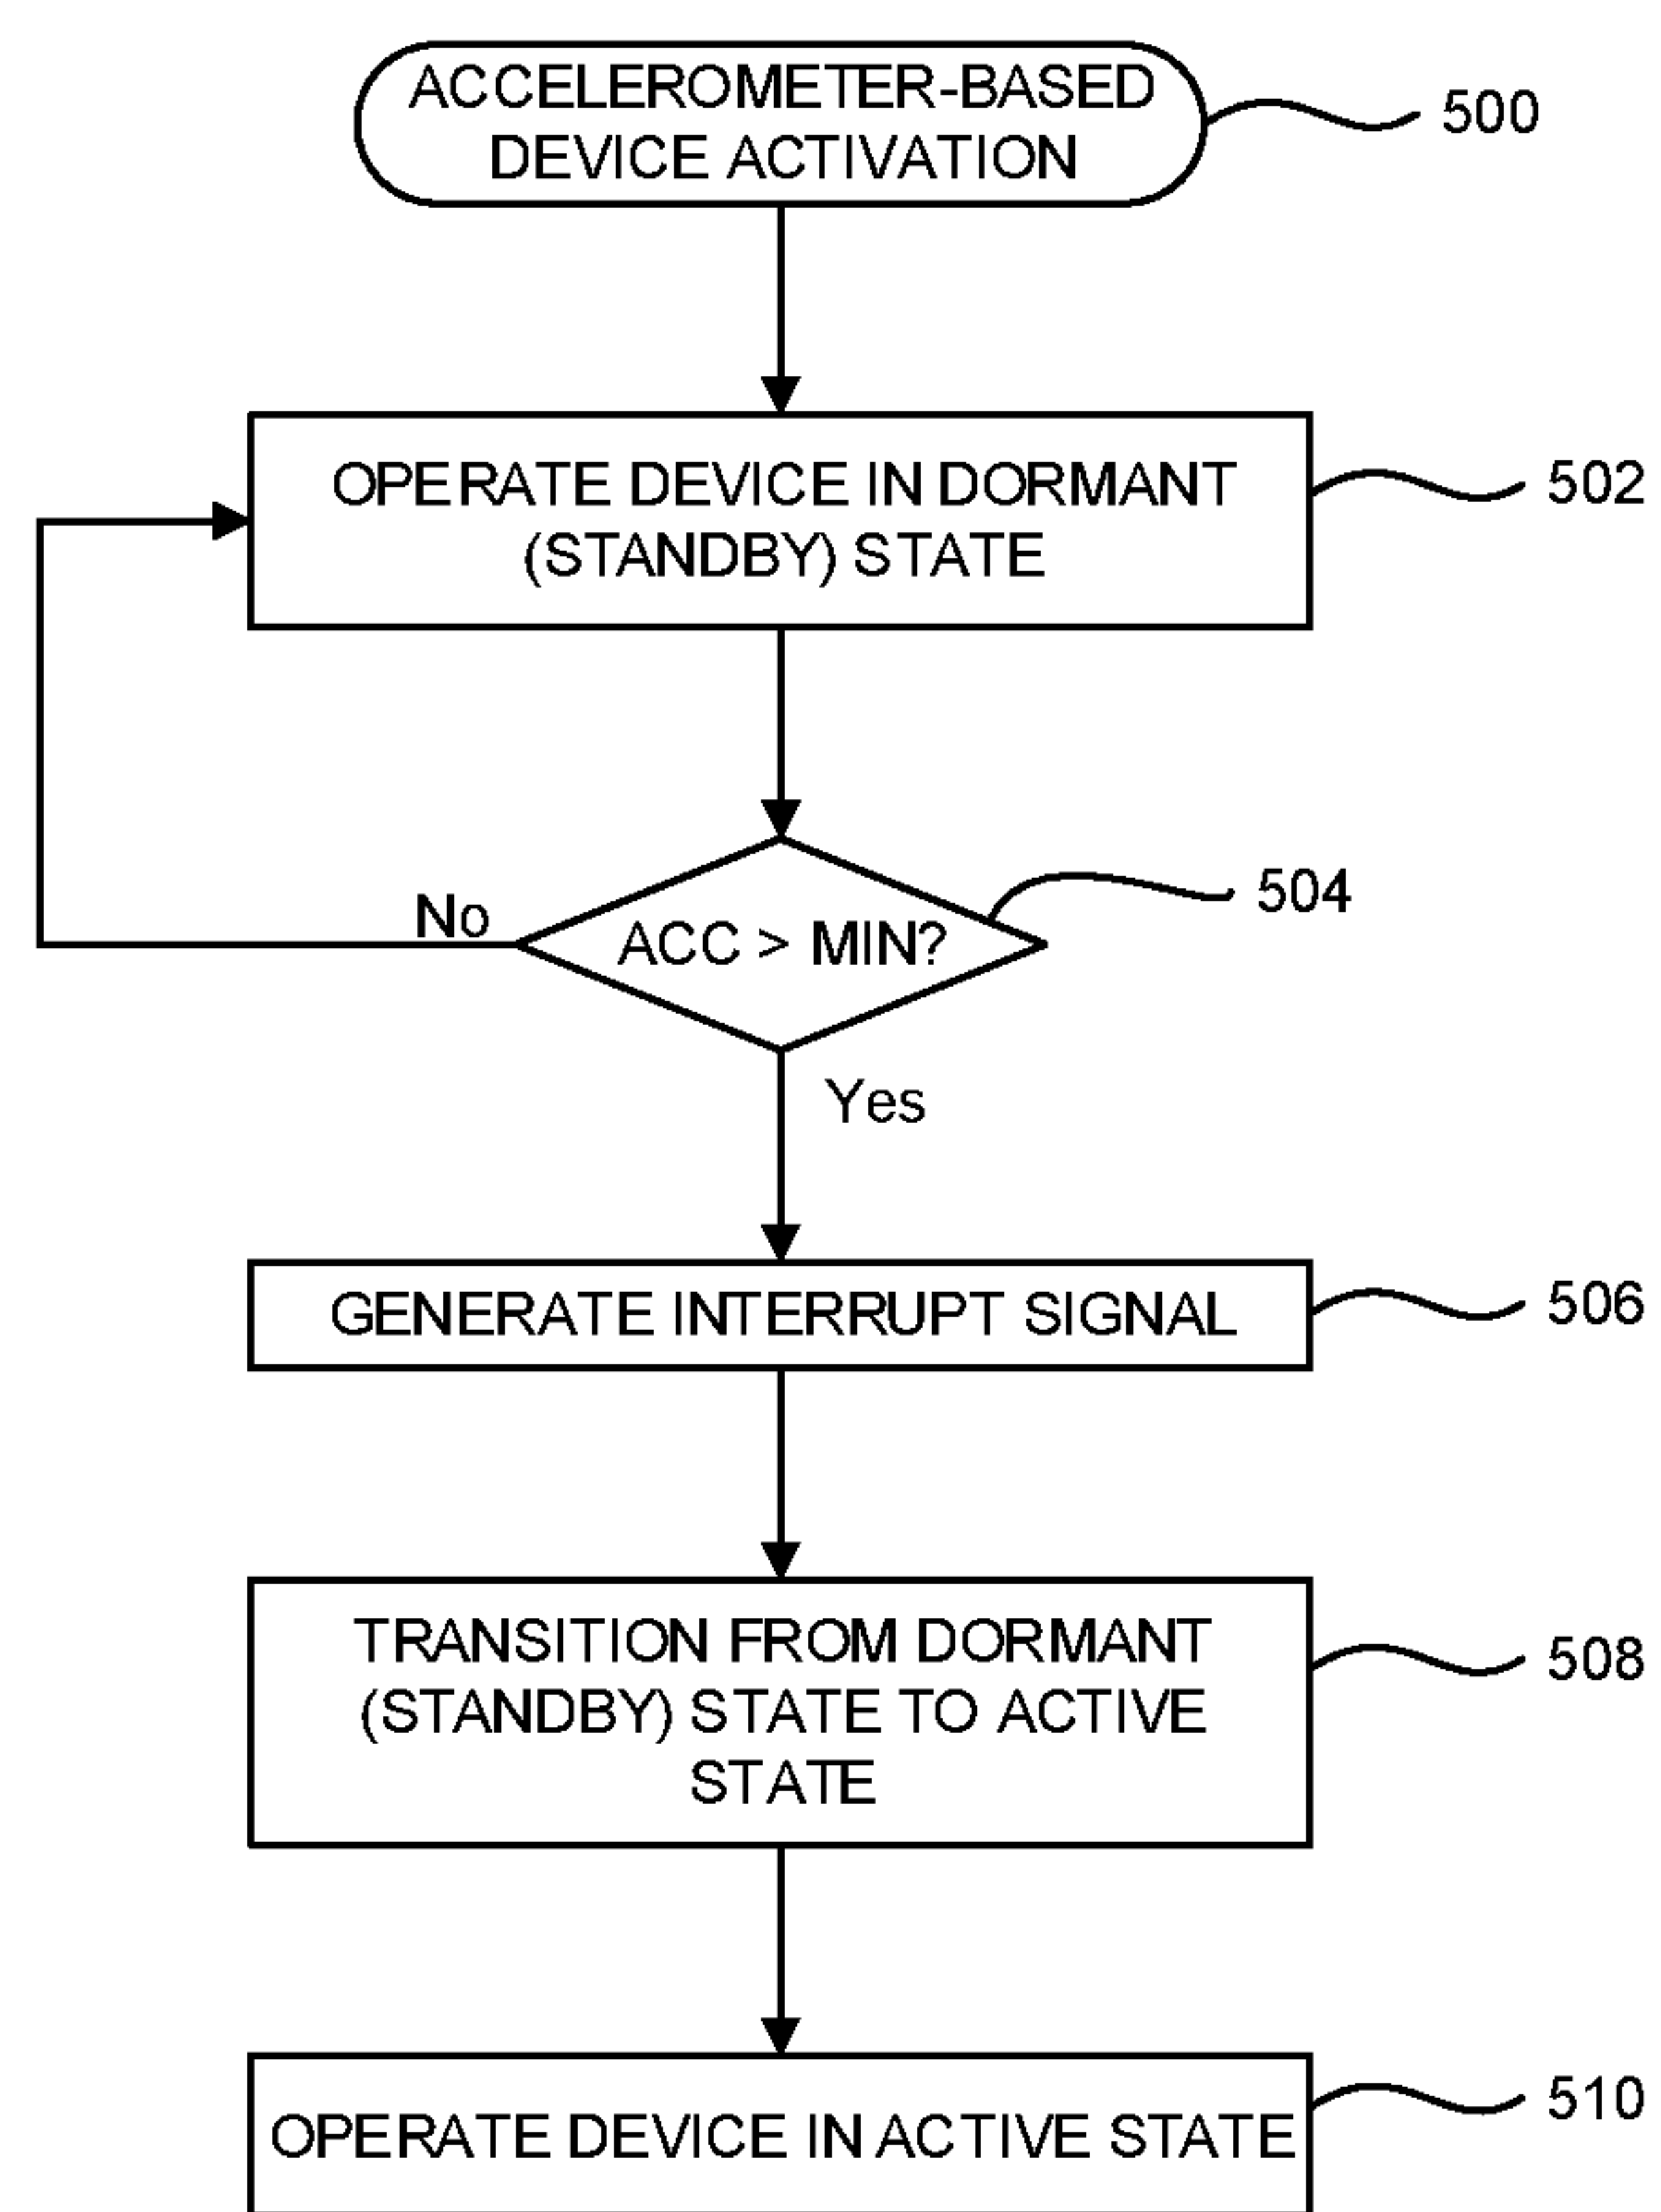 ACCELEROMETER-BASED
DEVICE ACTIVATION
500
OPERATE DEVICE IN DORMANT
(STANDBY) STATE
502
No
ACC > MIN?
504
Yes
GENERATE INTERRUPT SIGNAL
506
TRANSITION FROM DORMANT
(STANDBY) STATE TO ACTIVE
STATE
508
OPERATE DEVICE IN ACTIVE STATE
510